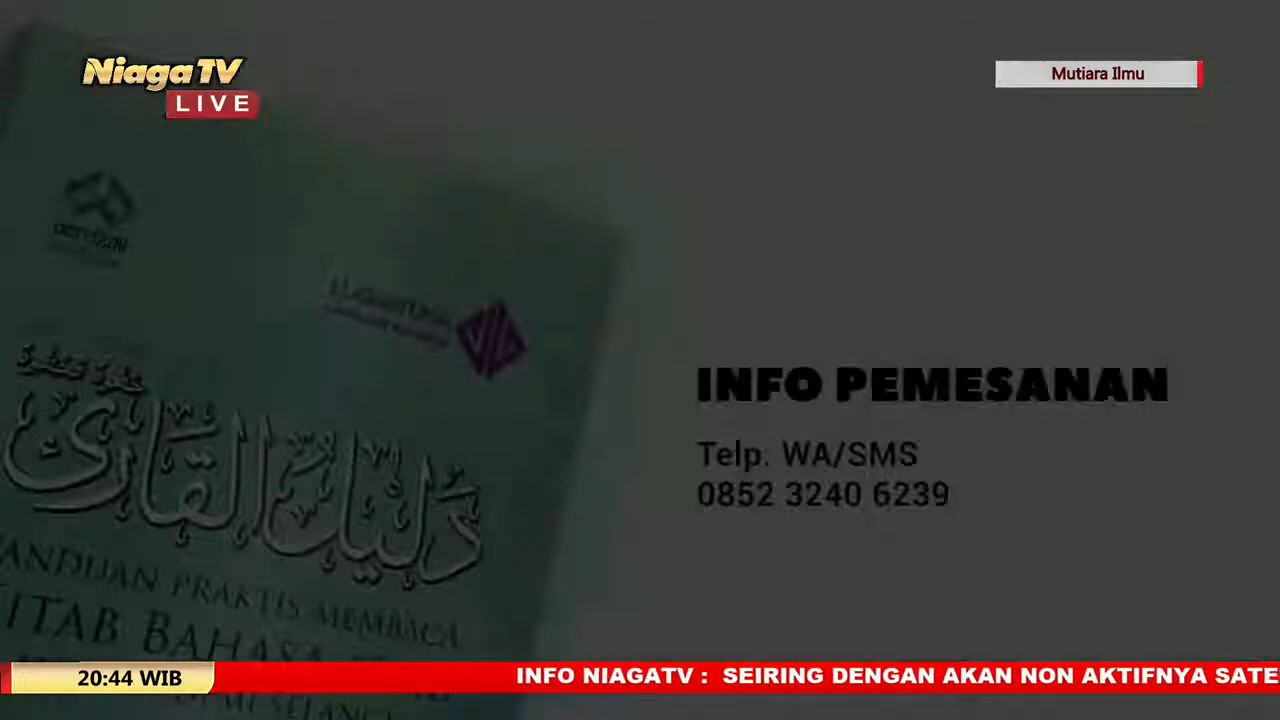 NiagaTV
LIVE
Mutiara Ilmu
دليل القارئ
PANDUAN PRAKTIS MEMBACA
KITAB BAHASA
INFO PEMESANAN
Telp. WA/SMS
0852 3240 6239
20:44 WIB
INFO NIAGATV : SEIRING DENGAN AKAN NON AKTIFNYA SATE